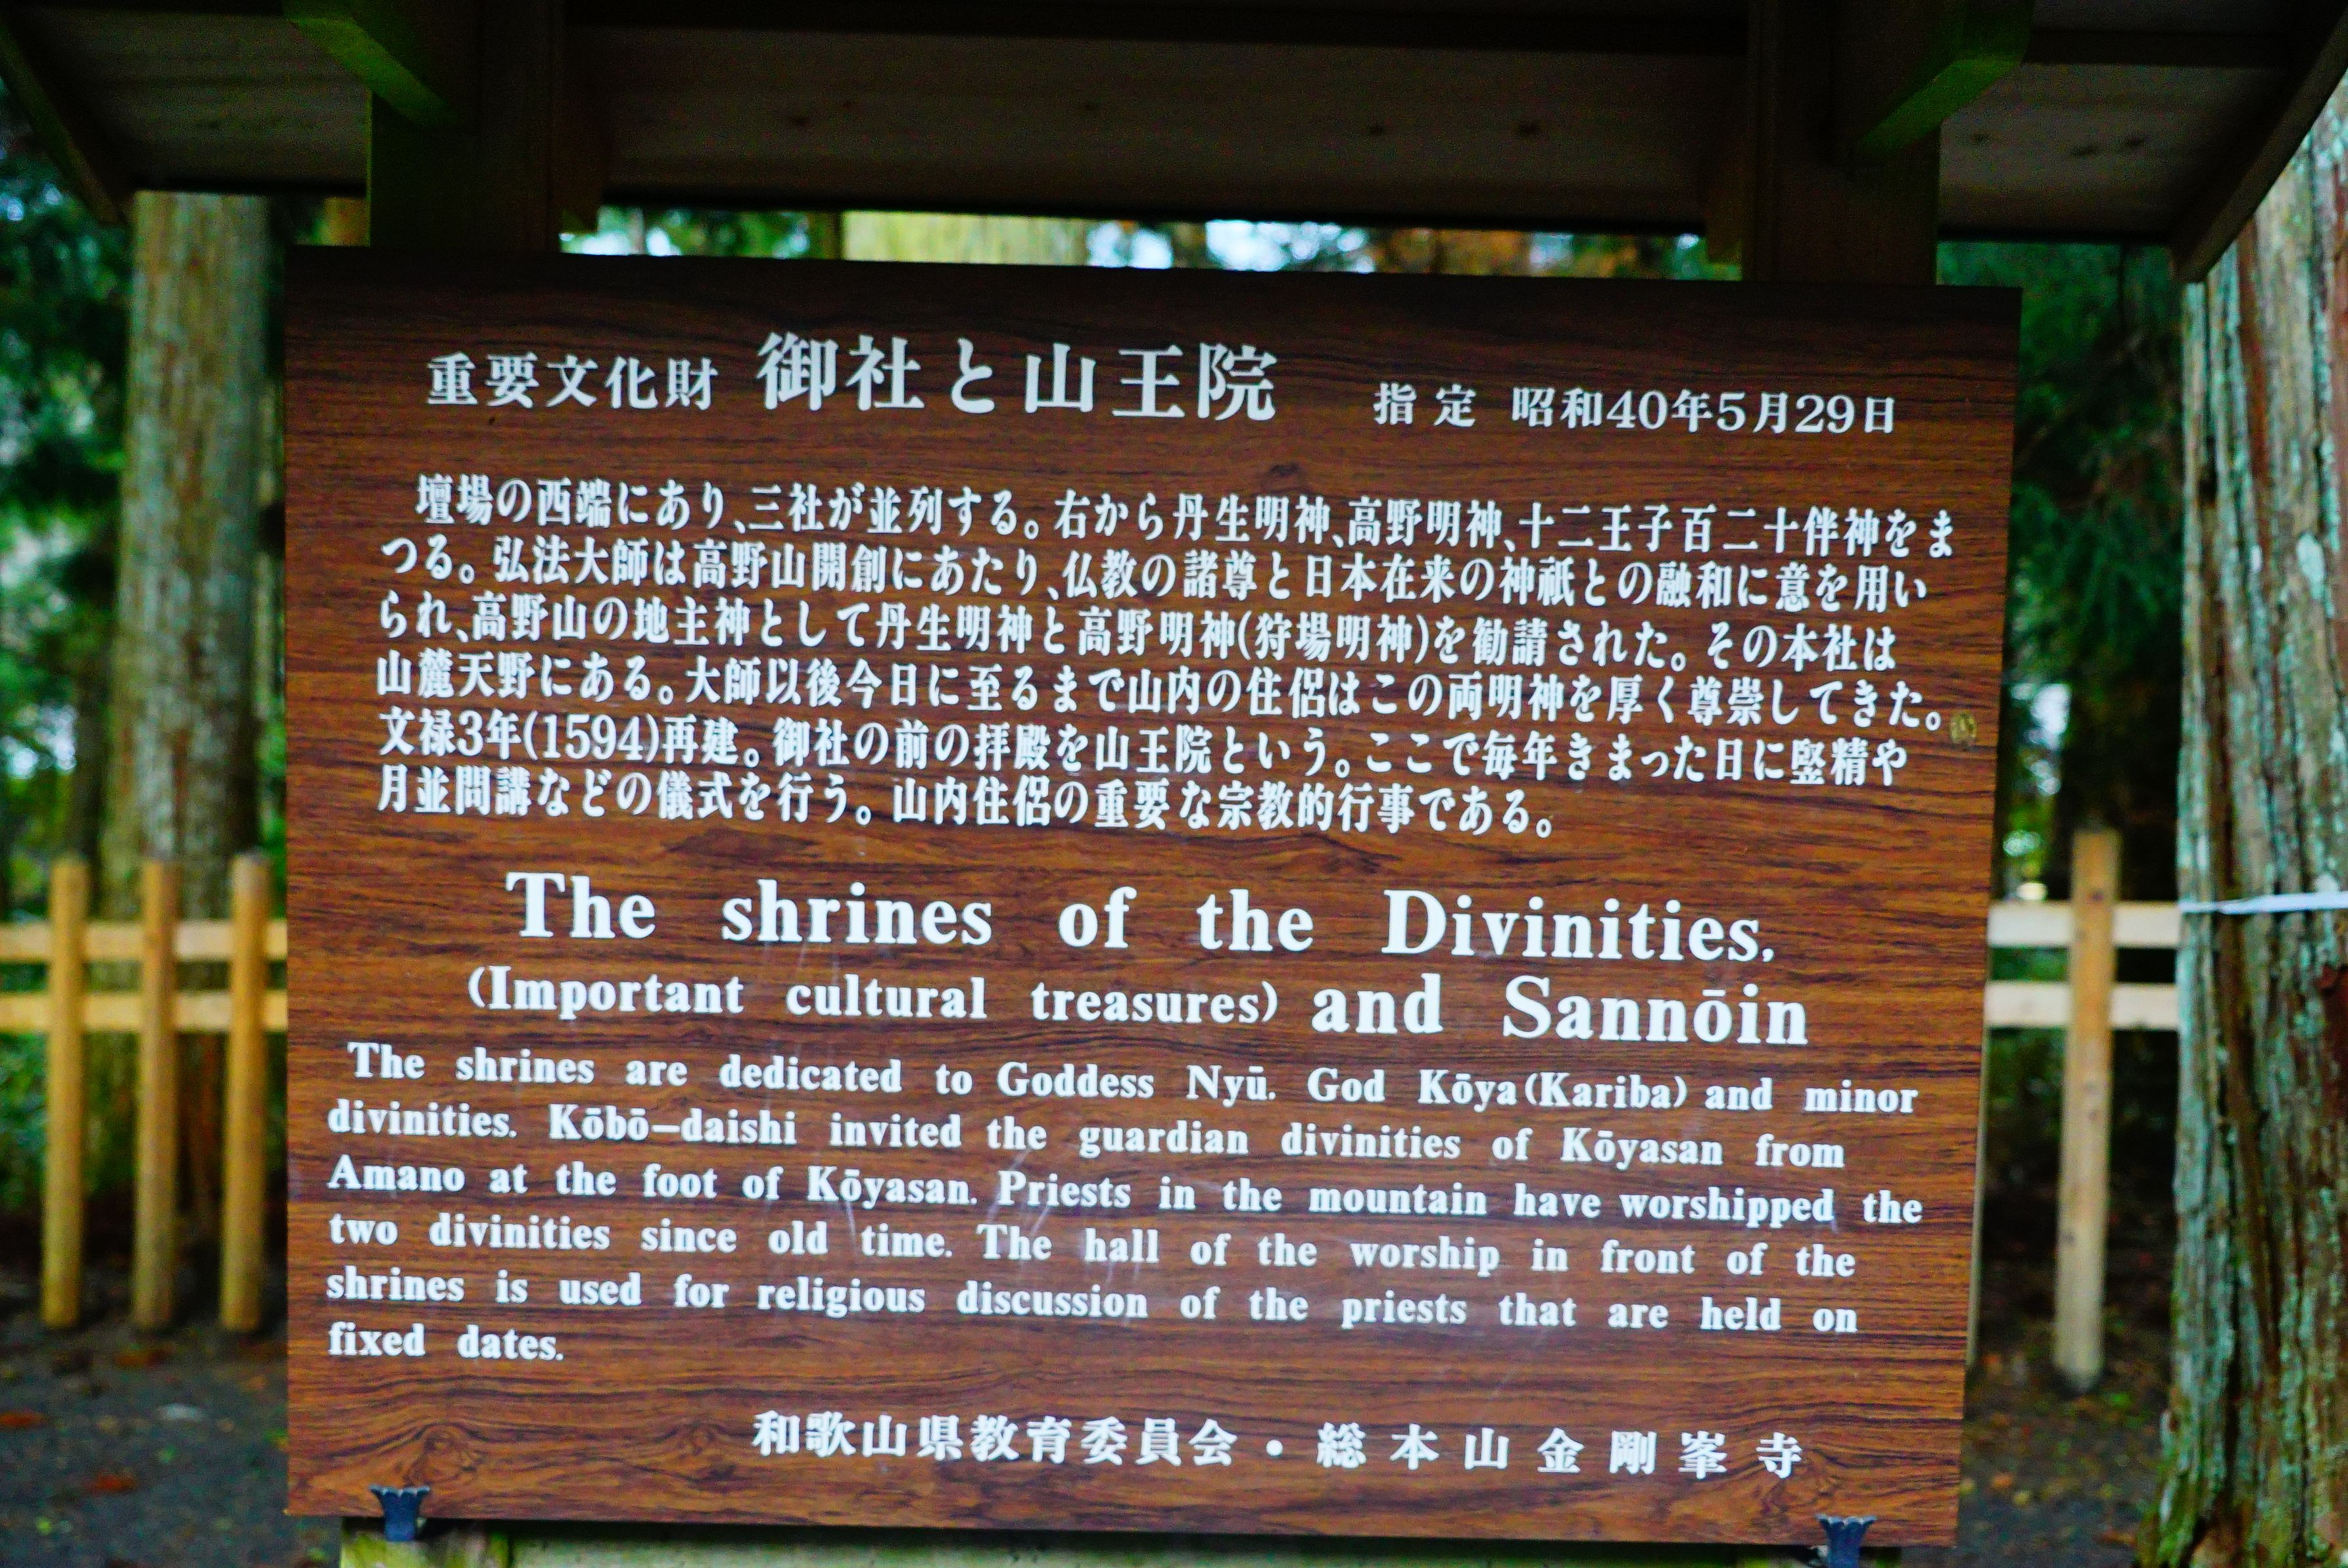 重要文化財 御社と山王院 指定 昭和40年5月29日
壇場の西端にあり、三社が並列する。右から丹生明神、高野明神、十二王子百二十伴神をま
つる。弘法大師は高野山開創にあたり、仏教の諸尊と日本在来の神祇との融和に意を用い
られ、高野山の地主神として丹生明神と高野明神(狩場明神)を勧請された。その本社は
山麓天野にある。大師以後今日に至るまで山内の住侶はこの両明神を厚く尊崇してきた。
文禄3年(1594)再建。御社の前の拝殿を山王院という。ここで毎年きまった日に竪精や
月並問講などの儀式を行う。山内住侶の重要な宗教的行事である。
The shrines of the Divinities,
(Important cultural treasures) and Sannōin
The shrines are dedicated to Goddess Nyū. God Kōya(Kariba) and minor
divinities. Kōbō–daishi invited the guardian divinities of Kōyasan from
Amano at the foot of Kōyasan. Priests in the mountain have worshipped the
two divinities since old time. The hall of the worship in front of the
shrines is used for religious discussion of the priests that are held on
fixed dates.
和歌山県教育委員会・総本山金剛峯寺